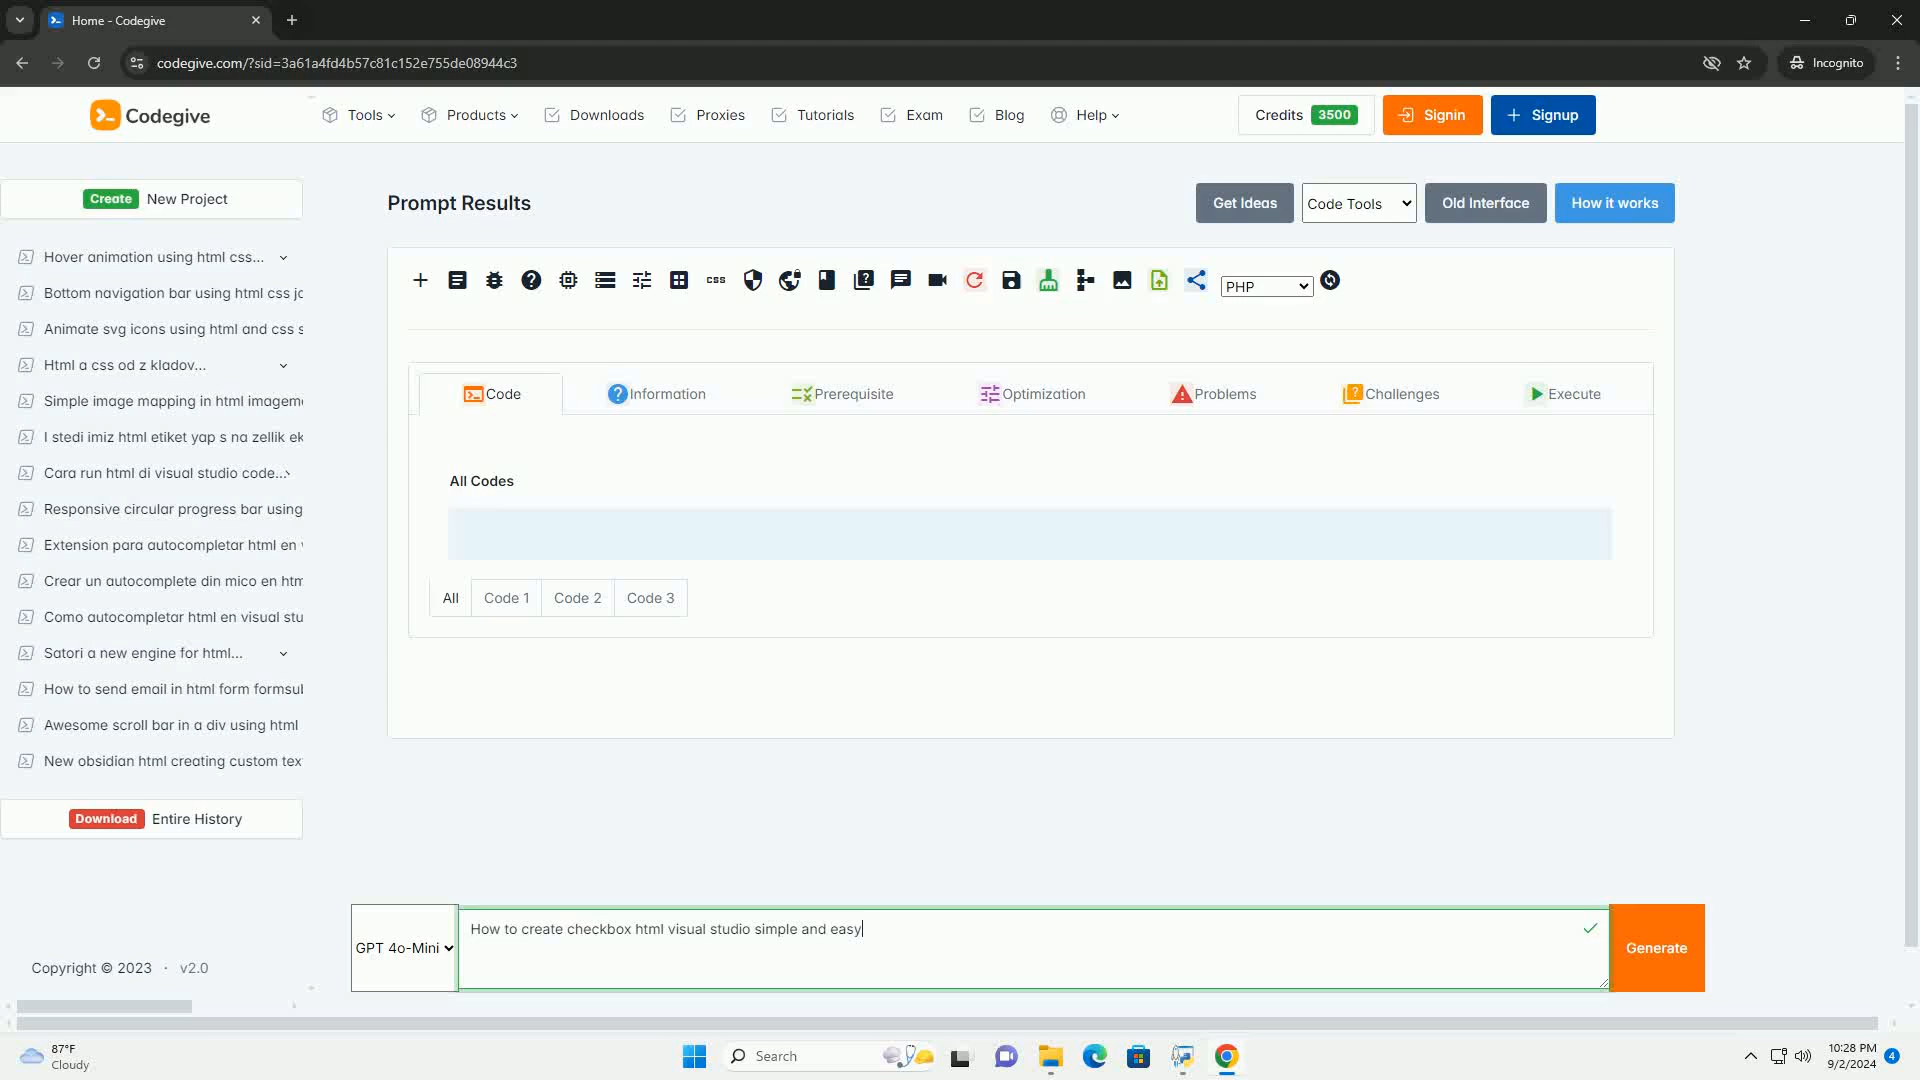 Home - Codegive
codegive.com/?sid=3a61a4fd4b57c81c152e755de08944c3
Incognito
Codegive
Tools
Products
Downloads
Proxies
Tutorials
Exam
Blog
Help
Credits 3500
Signin
Signup
Create New Project
Hover animation using html css...
Bottom navigation bar using html css
Animate svg icons using html and css s
Html a css od z kladov...
Simple image mapping in html imagem
I stedi imiz html etiket yap s na zellik ek
Cara run html di visual studio code...
Responsive circular progress bar using
Extension para autocompletar html en
Crear un autocomplete din mico en htm
Como autocompletar html en visual stu
Satori a new engine for html...
How to send email in html form formsu
Awesome scroll bar in a div using html
New obsidian html creating custom tex
Download Entire History
Copyright © 2023 · v2.0
Prompt Results
Get Ideas
Code Tools
Old Interface
How it works
css
PHP
Code
Information
Prerequisite
Optimization
Problems
Challenges
Execute
All Codes
All
Code 1
Code 2
Code 3
GPT 4o-Mini
How to create checkbox html visual studio simple and easy
Generate
87°F
Cloudy
Search
10:28 PM
9/2/2024
4